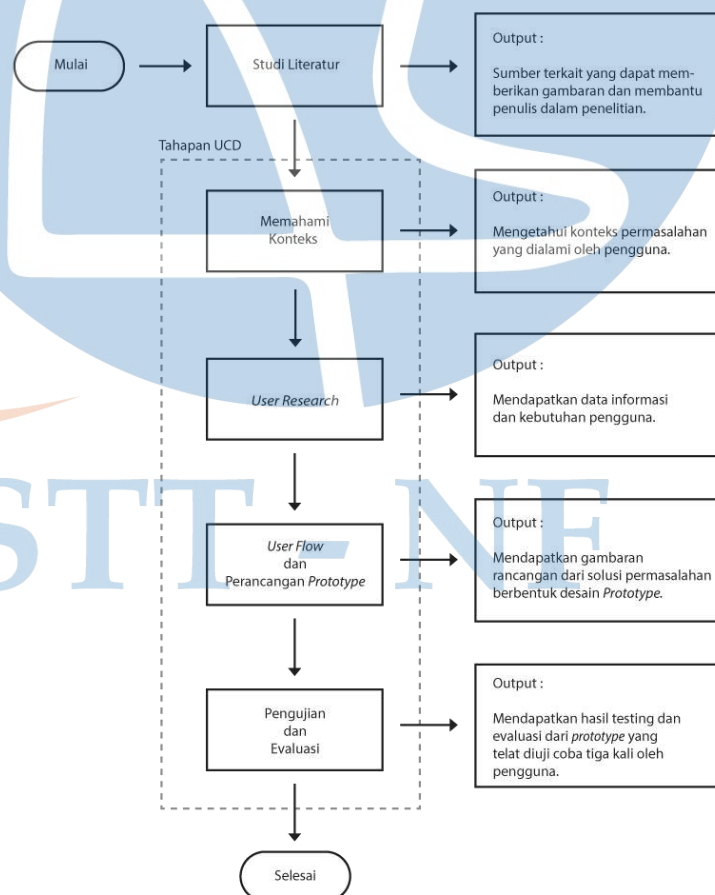 Mulai
Studi Literatur
Output :
Sumber terkait yang dapat mem-
berikan gambaran dan membantu
penulis dalam penelitian.
Tahapan UCD
Memahami
Konteks
Output :
Mengetahui konteks permasalahan
yang dialami oleh pengguna.
User Research
Output :
Mendapatkan data informasi
dan kebutuhan pengguna.
STT - NF
User Flow
dan
Perancangan Prototype
Output :
Mendapatkan gambaran
rancangan dari solusi permasalahan
berbentuk desain Prototype.
Pengujian
dan
Evaluasi
Output :
Mendapatkan hasil testing dan
evaluasi dari prototype yang
telat diuji coba tiga kali oleh
pengguna.
Selesai